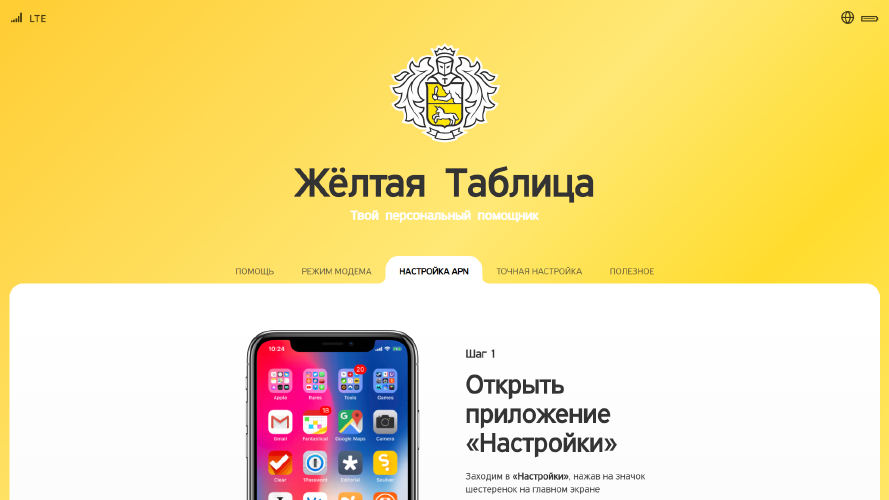 LTE
Жёлтая Таблица
Твой персональный помощник
ПОМОЩЬ
РЕЖИМ МОДЕМА
НАСТРОЙКА APN
ТОЧНАЯ НАСТРОЙКА
ПОЛЕЗНОЕ
10:24
20
Apple
Rares
Tools
Games
18
Gmail
Fantastical
Google Maps
Camera
Clear
1Password
Editorial
Soulver
Шаг 1
Открыть
приложение
«Настройки»
Заходим в «Настройки», нажав на значок
шестеренок на главном экране